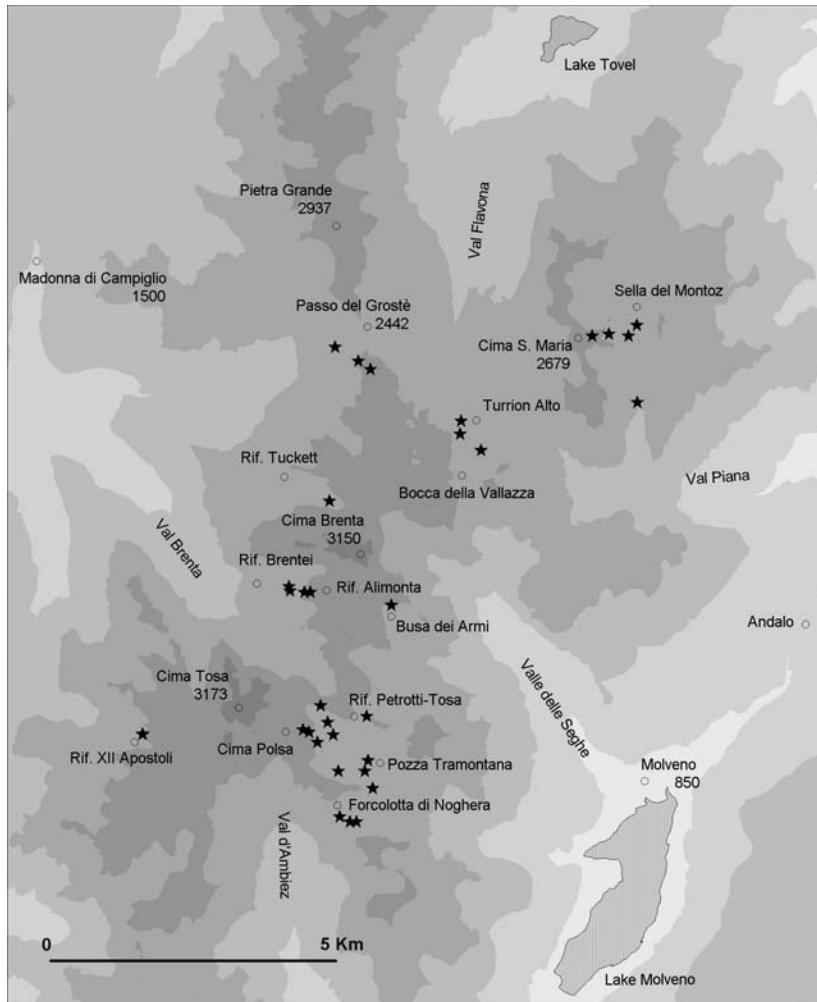 Lake Tovel
Pietra Grande
2937
Val Flavona
Madonna di Campiglio
1500
Sella del Montoz
Passo del Grostè
2442
Cima S. Maria
2679
Turrion Alto
Rif. Tuckett
Val Piana
Bocca della Vallazza
Cima Brenta
3150
Val Brenta
Rif. Brentei
Rif. Alimonta
Busa dei Armi
Andalo
Cima Tosa
3173
Rif. Petrotti-Tosa
Valle delle Seghe
Rif. XII Apostoli
Cima Polsa
Pozza Tramontana
Molveno
850
Forcolotta di Noghera
Val d'Ambiez
0
5 Km
Lake Molveno